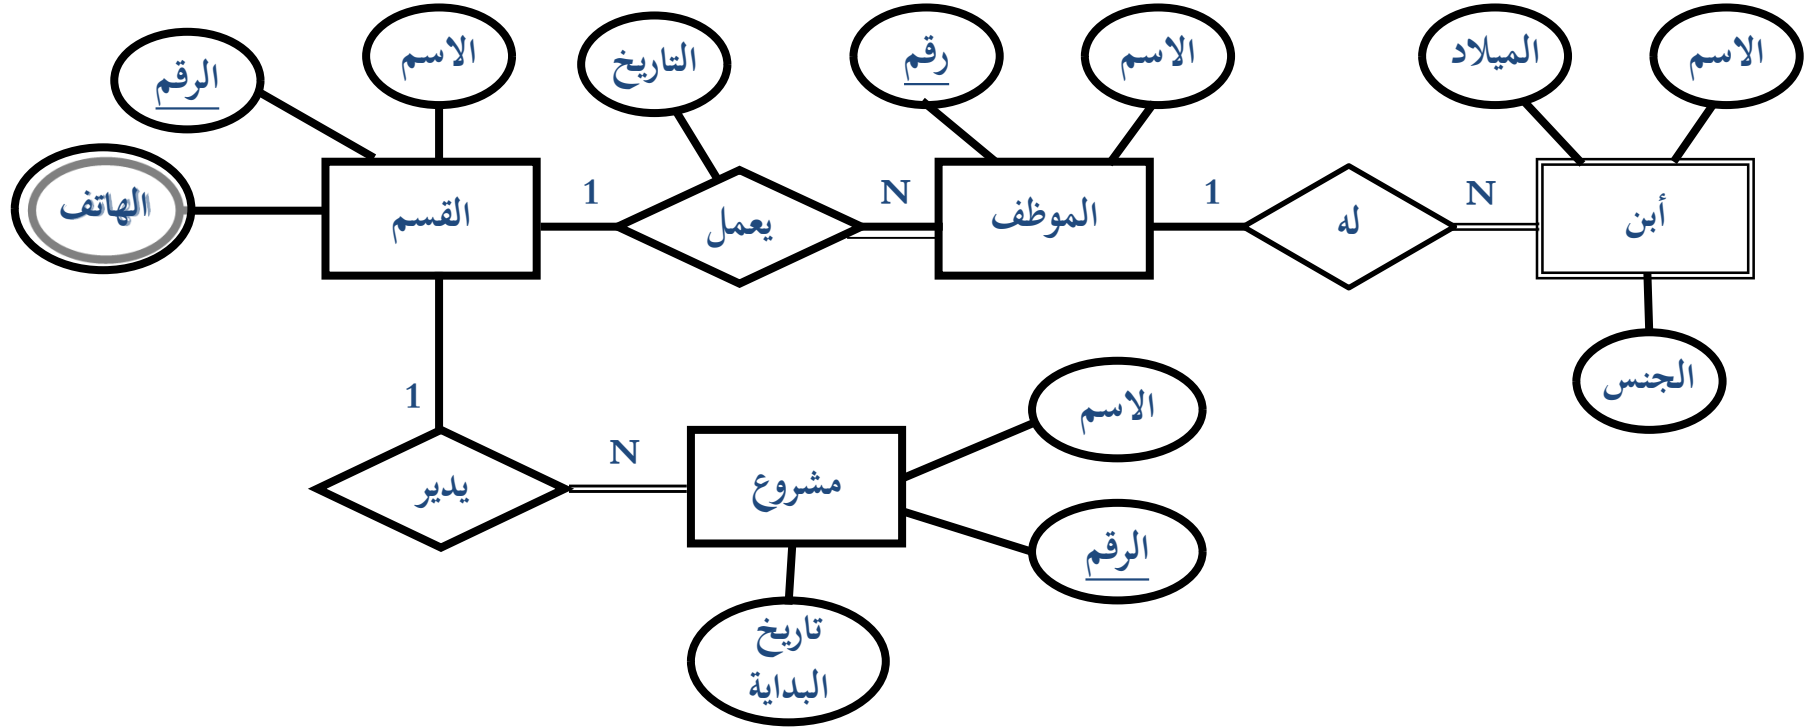 الاسم
الميلاد
الاسم
رقم
التاريخ
الاسم
الرقم
الهاتف
أبن
N
له
1
الموظف
N
يعمل
1
القسم
الجنس
1
الاسم
N
مشروع
يدير
الرقم
تاريخ
البداية